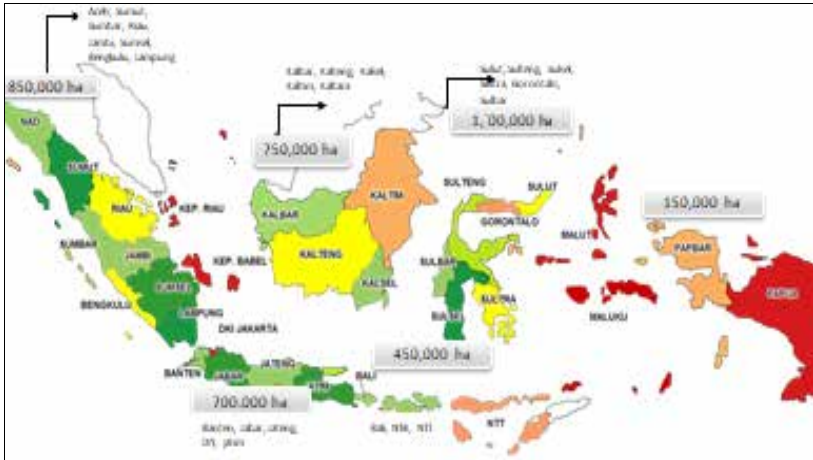 Aceh, Sumut,
Sumbar, Riau,
Jambi, Sumsel,
Bengkulu, Lampung
850,000 ha
Kalbar, Kalteng, Kalsel,
Kaltim, Kaltara
750,000 ha
Sulut, Sulteng, Sulsel,
Sultra, Gorontalo,
Sulbar
NAD
SUMUT
RIAU
KEP. RIAU
SUMBAR
JAMBI
KEP. BABEL
SUMSEL
BENGKULU
LAMPUNG
DKI JAKARTA
KALBAR
KALTENG
KALTRA
KALSEL
SULTENG
SULUT
GORONTALO
SULBAR
SULSEL
SULTRA
MALUT
MALUKU
150,000 ha
PAPBAR
PAPUA
450,000 ha
BANTEN
JABAR
JATENG
JATIM
BALI
NTT
700.000 ha
Banten, Jabar, Jateng,
DIY, Jatim
Bali, NTB, NTT